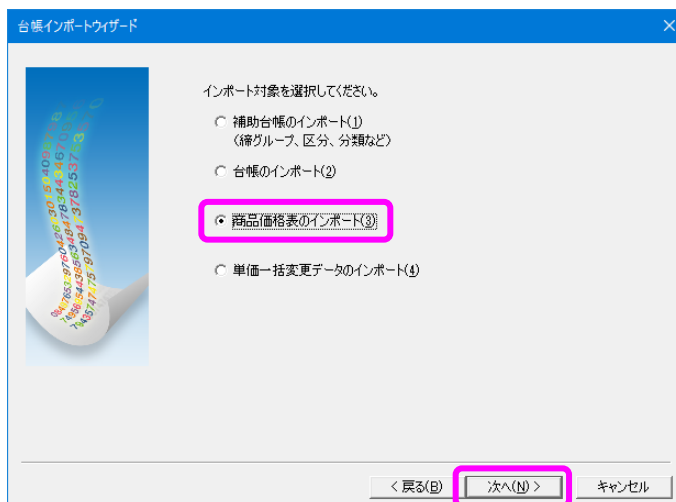 台帳インポートウィザード
インポート対象を選択してください。
補助台帳のインポート(1)
(締グループ、区分、分類など)
台帳のインポート(2)
商品価格表のインポート(3)
単価一括変更データのインポート(4)
< 戻る(B)
次へ(N) >
キャンセル